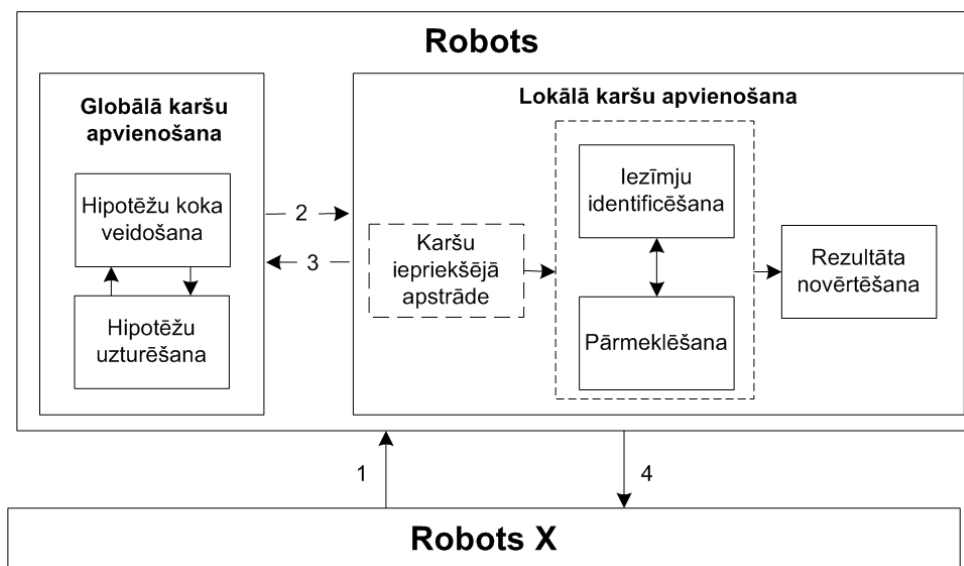 Robots
Globālā karšu
apvienošana
Hipotēžu koka
veidošana
Hipotēžu
uzturēšana
2
3
Lokālā karšu apvienošana
Karšu
iepriekšējā
apstrāde
Iezīmju
identificēšana
Pārmeklēšana
Rezultāta
novērtēšana
1
4
Robots X